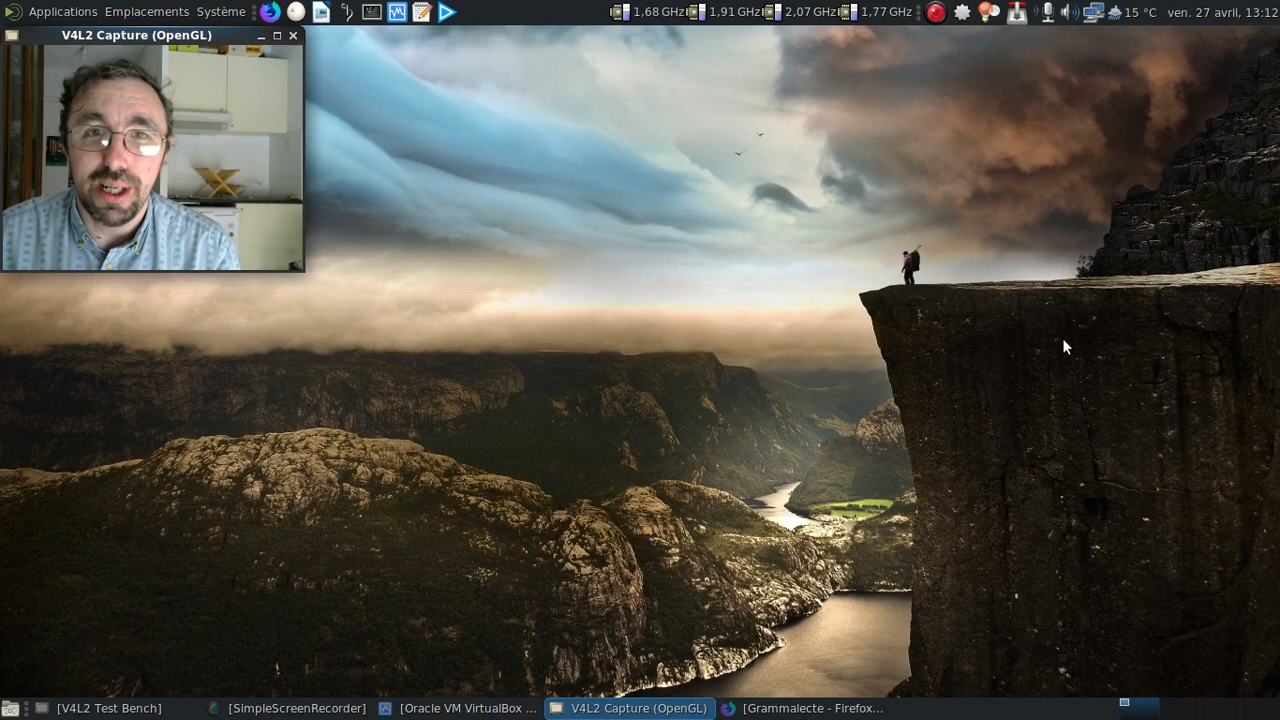 Applications Emplacements Système 1,68 GHz 1,91 GHz 2,07 GHz 1,77 GHz 15 °C ven. 27 avril, 13:12
V4L2 Capture (OpenGL)
[V4L2 Test Bench] [SimpleScreenRecorder] [Oracle VM VirtualBox ... V4L2 Capture (OpenGL) [Grammalecte - Firefox...